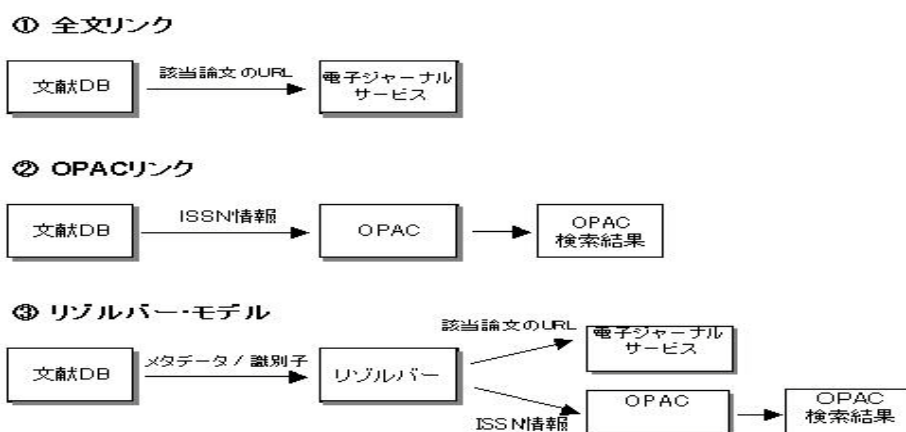 ① 全文リンク
文献DB
該当論文のURL
電子ジャーナル
サービス
② OPACリンク
文献DB
ISSN情報
OPAC
OPAC
検索結果
③ リゾルバー・モデル
文献DB
メタデータ / 識別子
リゾルバー
該当論文のURL
電子ジャーナル
サービス
ISSN情報
OPAC
OPAC
検索結果